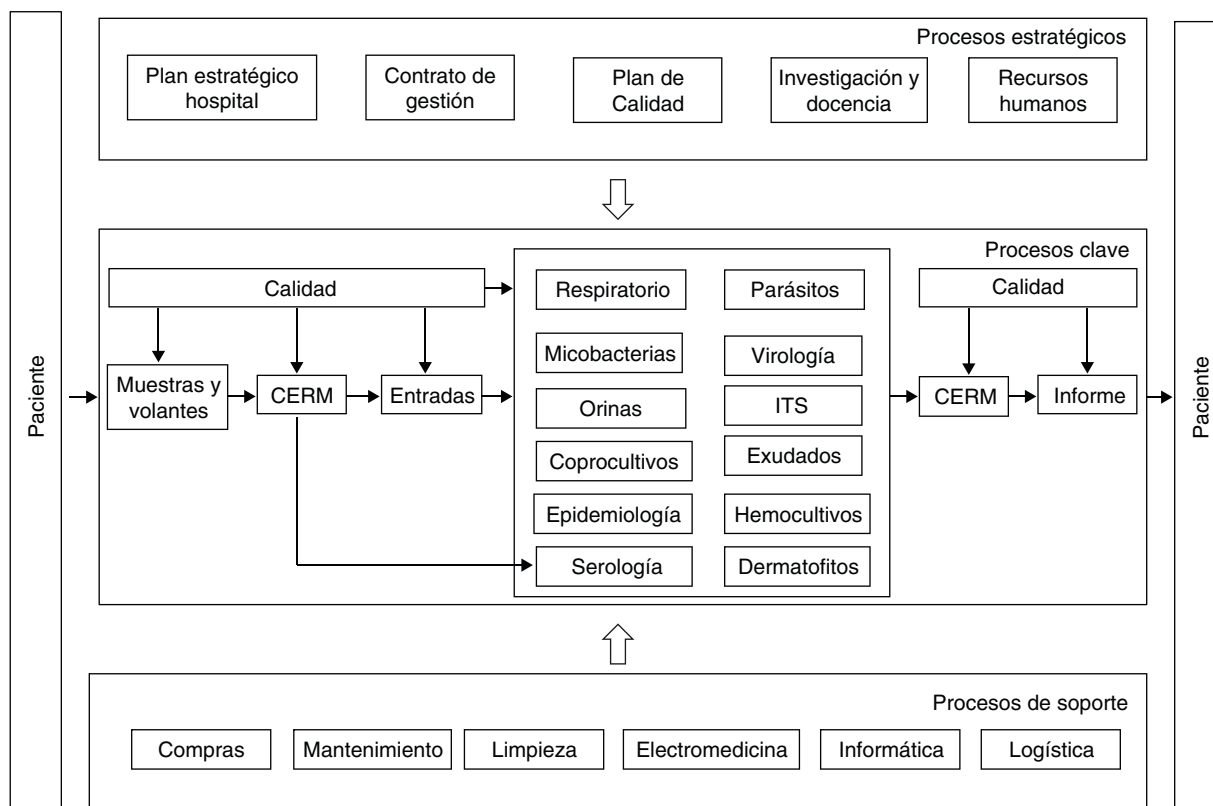 Paciente
Procesos estratégicos
Plan estratégico
hospital
Contrato de
gestión
Plan de
Calidad
Investigación y
docencia
Recursos
humanos
Procesos clave
Calidad
Muestras y
volantes
CERM
Entradas
Respiratorio
Parásitos
Micobacterias
Virología
Orinas
ITS
Coprocultivos
Exudados
Epidemiología
Hemocultivos
Serología
Dermatofitos
Calidad
CERM
Informe
Procesos de soporte
Compras
Mantenimiento
Limpieza
Electromedicina
Informática
Logística
Paciente